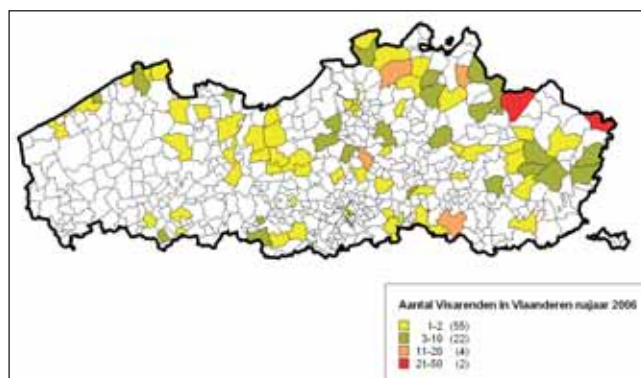 Aantal Visarenden in Vlaanderen najaar 2006
1-2 (55)
3-10 (22)
11-20 (4)
21-50 (2)